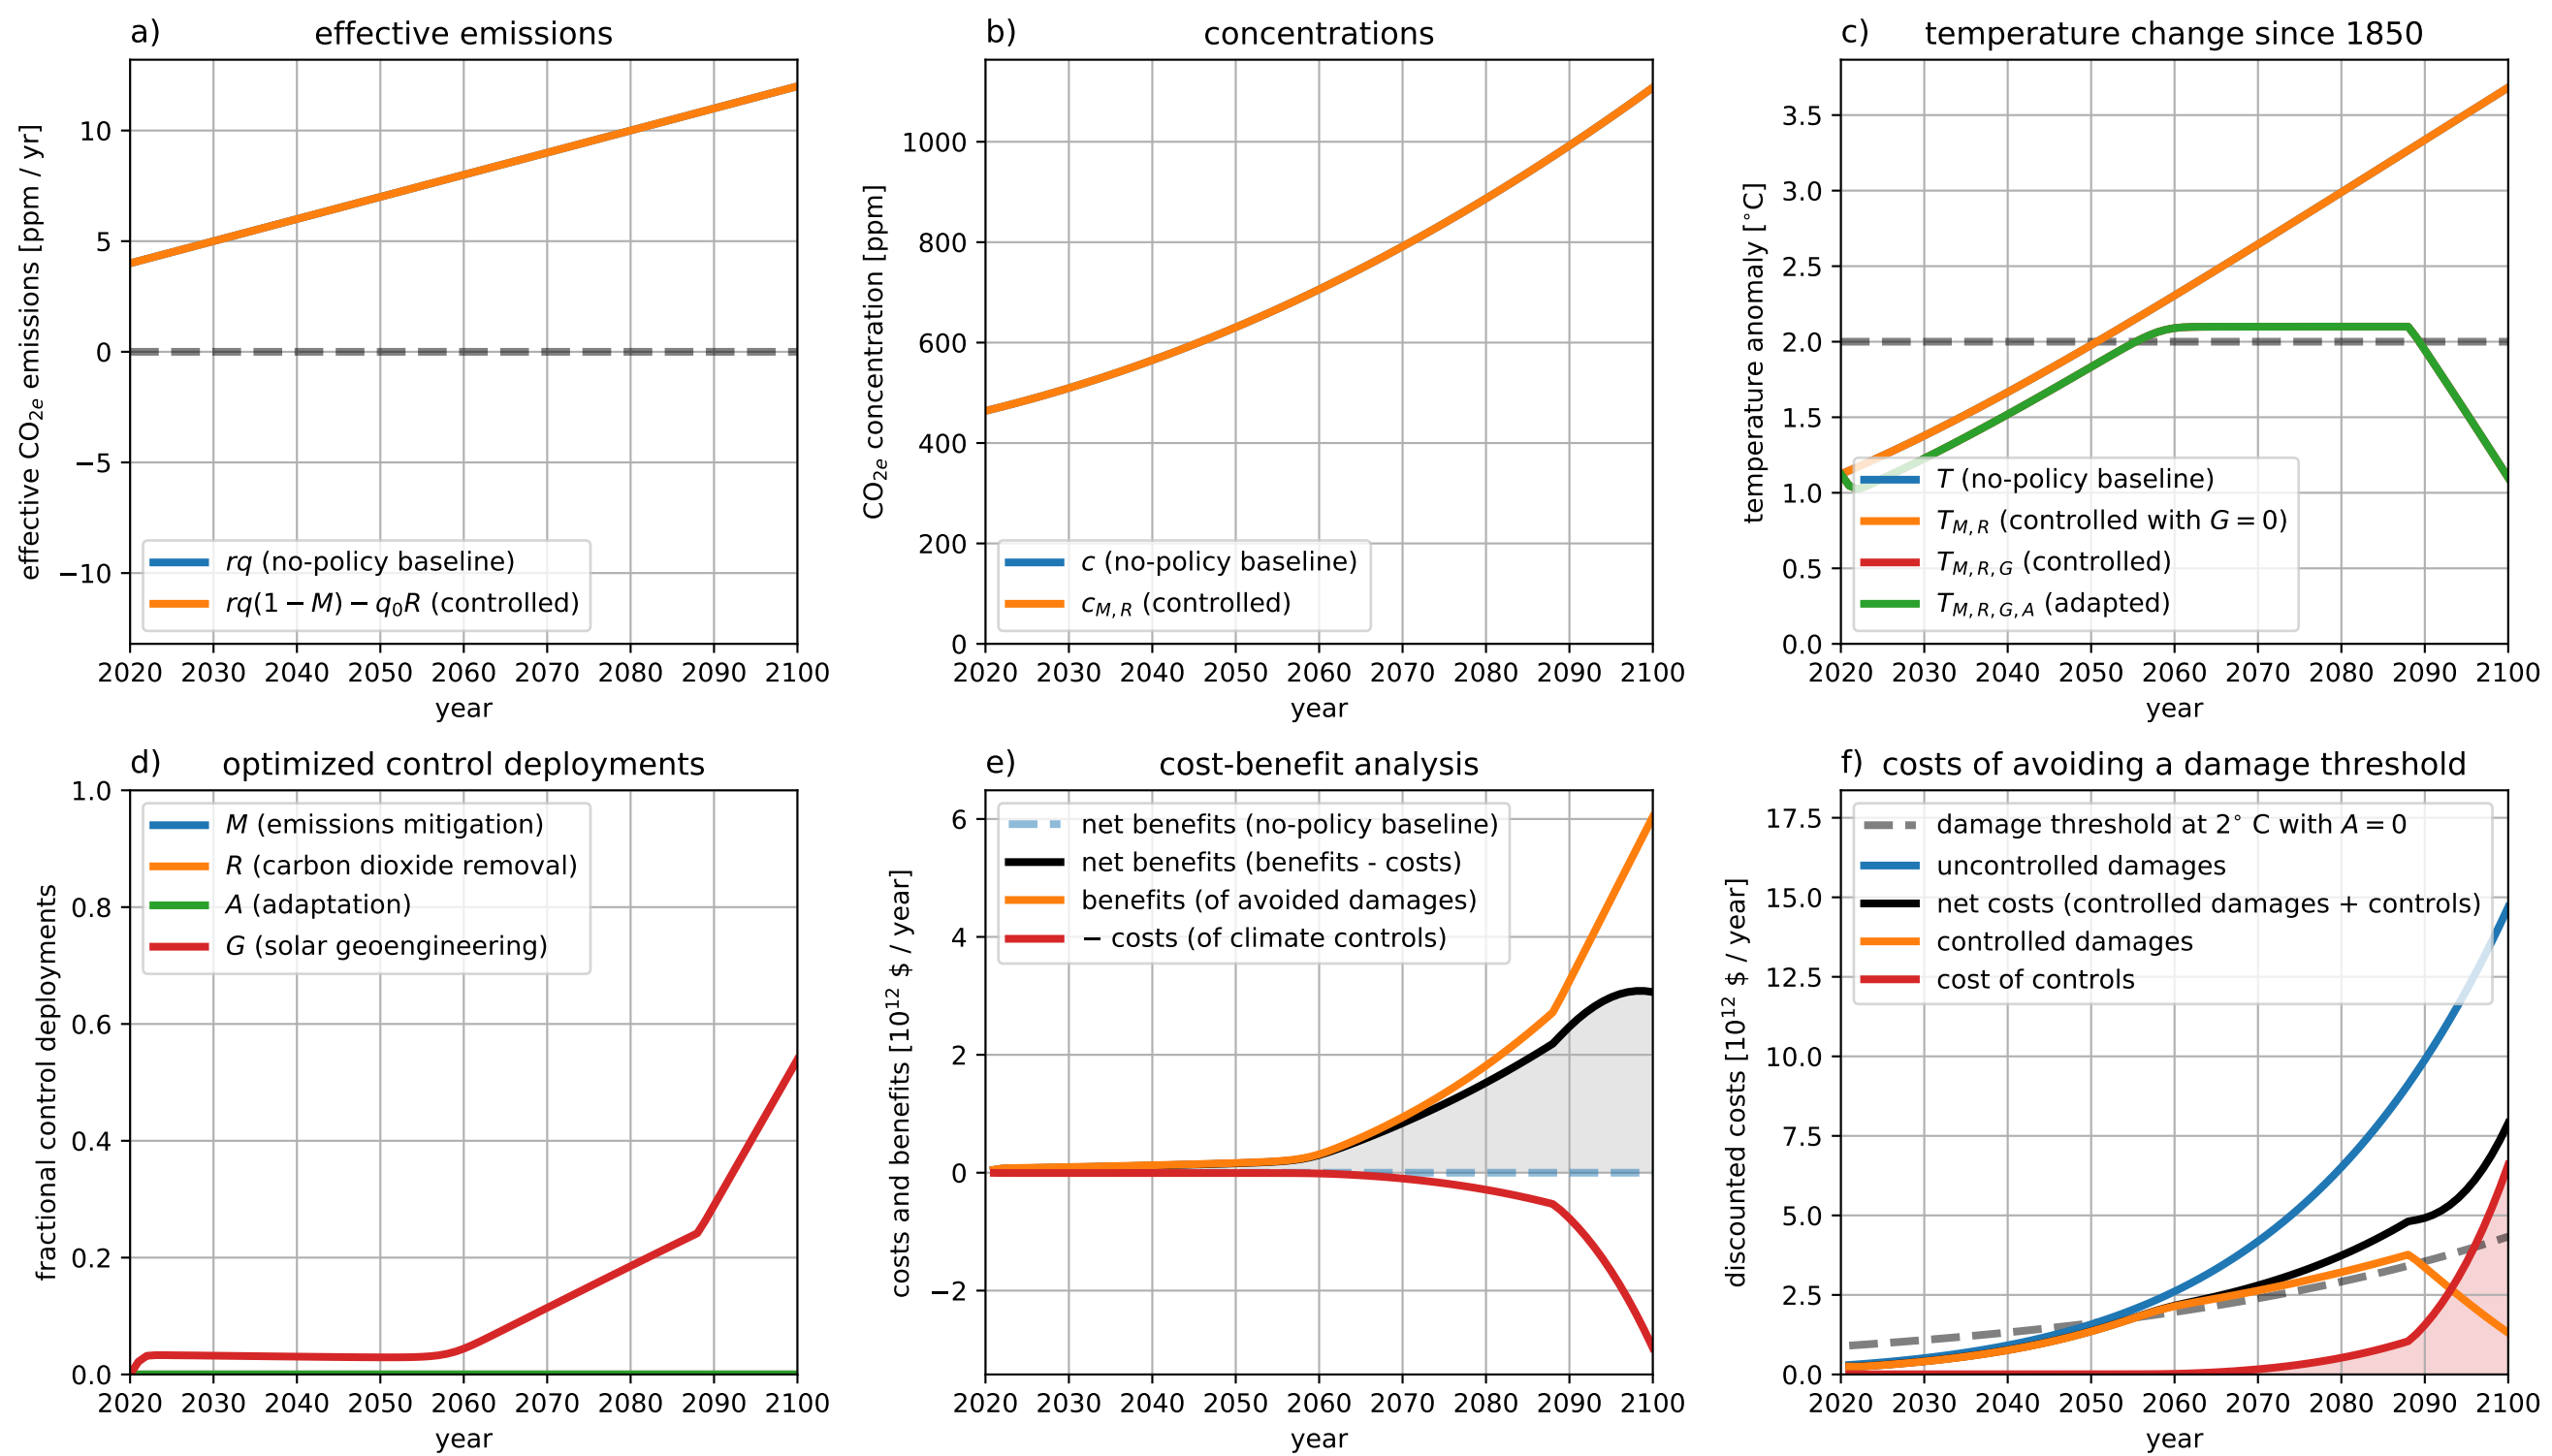 a) effective emissions
effective CO₂ₑ emissions [ppm / yr]
10
5
0
−5
−10
rq (no-policy baseline)
rq(1 − M) − q₀R (controlled)
2020 2030 2040 2050 2060 2070 2080 2090 2100
year
b) concentrations
CO₂ₑ concentration [ppm]
1000
800
600
400
200
0
c (no-policy baseline)
c_{M, R} (controlled)
2020 2030 2040 2050 2060 2070 2080 2090 2100
year
c) temperature change since 1850
temperature anomaly [°C]
3.5
3.0
2.5
2.0
1.5
1.0
0.5
0.0
T (no-policy baseline)
T_{M, R} (controlled with G = 0)
T_{M, R, G} (controlled)
T_{M, R, G, A} (adapted)
2020 2030 2040 2050 2060 2070 2080 2090 2100
year
d) optimized control deployments
fractional control deployments
1.0
0.8
0.6
0.4
0.2
0.0
M (emissions mitigation)
R (carbon dioxide removal)
A (adaptation)
G (solar geoengineering)
2020 2030 2040 2050 2060 2070 2080 2090 2100
year
e) cost-benefit analysis
costs and benefits [10¹² $ / year]
6
4
2
0
−2
net benefits (no-policy baseline)
net benefits (benefits - costs)
benefits (of avoided damages)
− costs (of climate controls)
2020 2030 2040 2050 2060 2070 2080 2090 2100
year
f) costs of avoiding a damage threshold
discounted costs [10¹² $ / year]
17.5
15.0
12.5
10.0
7.5
5.0
2.5
0.0
damage threshold at 2° C with A = 0
uncontrolled damages
net costs (controlled damages + controls)
controlled damages
cost of controls
2020 2030 2040 2050 2060 2070 2080 2090 2100
year